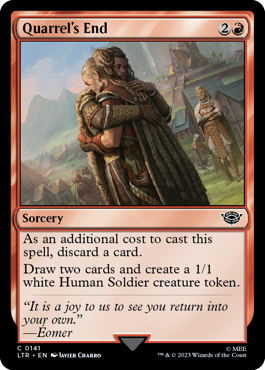 Quarrel's End 2
Sorcery
As an additional cost to cast this
spell, discard a card.
Draw two cards and create a 1/1
white Human Soldier creature token.
"It is a joy to us to see you return into
your own."
—Éomer
C 0141
LTR • EN Javier Charro
© MEE
™ & © 2023 Wizards of the Coast